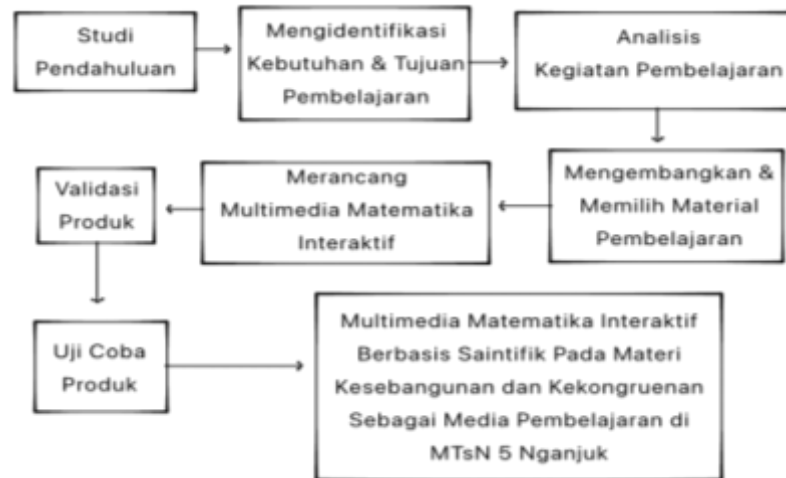 Studi
Pendahuluan
Mengidentifikasi
Kebutuhan & Tujuan
Pembelajaran
Analisis
Kegiatan Pembelajaran
Mengembangkan &
Memilih Material
Pembelajaran
Merancang
Multimedia Matematika
Interaktif
Validasi
Produk
Uji Coba
Produk
Multimedia Matematika Interaktif
Berbasis Saintifik Pada Materi
Kesebangunan dan Kekongruenan
Sebagai Media Pembelajaran di
MTsN 5 Nganjuk